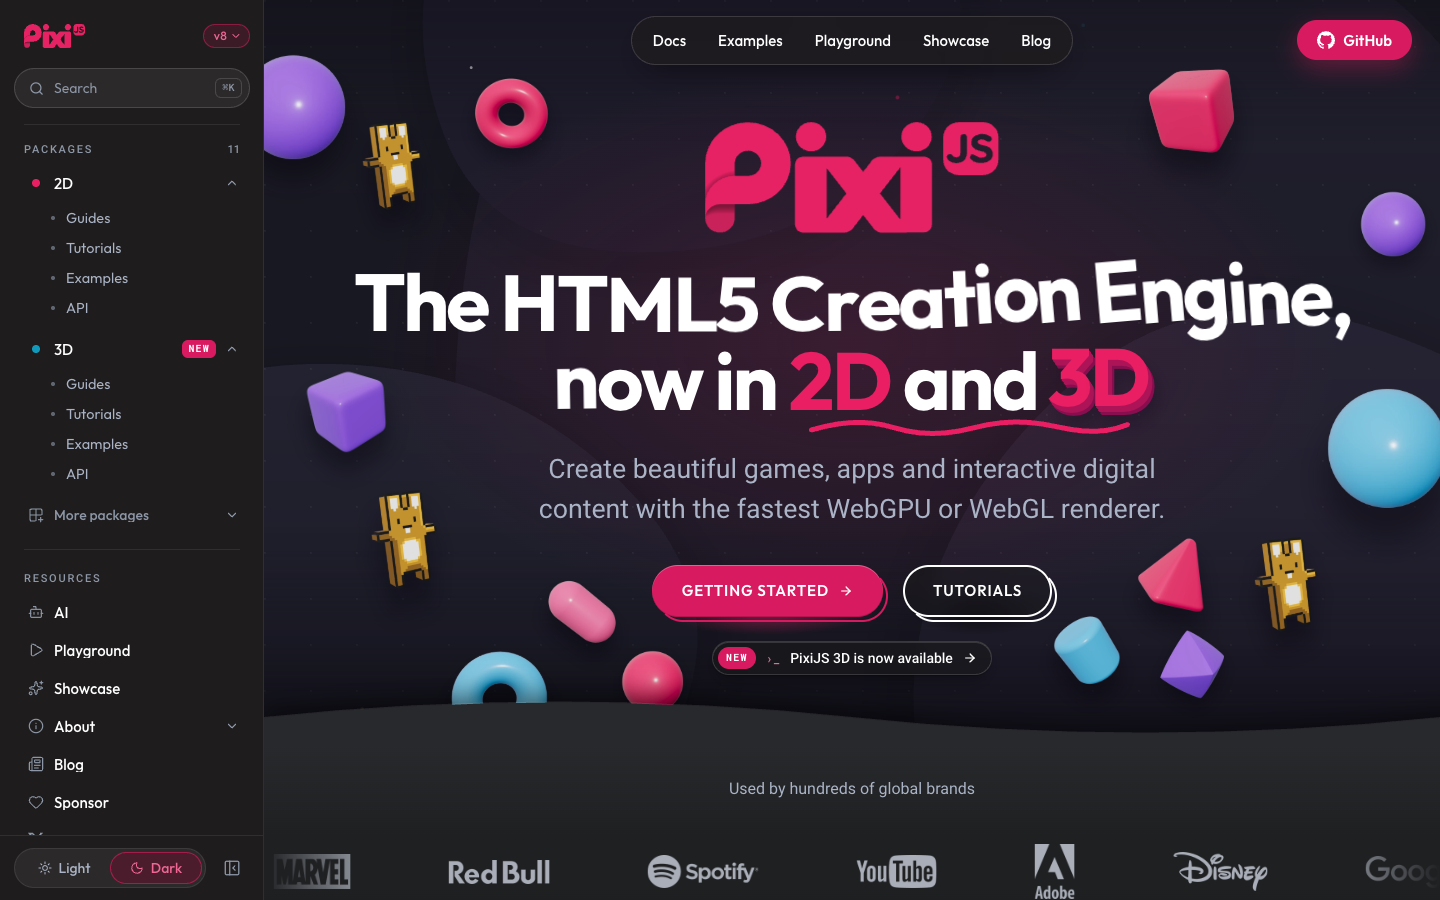 Pixi JS
v8
Search
⌘K
PACKAGES 11
2D
Guides
Tutorials
Examples
API
3D NEW
Guides
Tutorials
Examples
API
More packages
RESOURCES
AI
Playground
Showcase
About
Blog
Sponsor
Light Dark
Docs Examples Playground Showcase Blog
GitHub
Pixi JS
The HTML5 Creation Engine,
now in 2D and 3D
Create beautiful games, apps and interactive digital
content with the fastest WebGPU or WebGL renderer.
GETTING STARTED →
TUTORIALS
NEW ›_ PixiJS 3D is now available →
Used by hundreds of global brands
MARVEL Red Bull Spotify YouTube Adobe Disney Goog